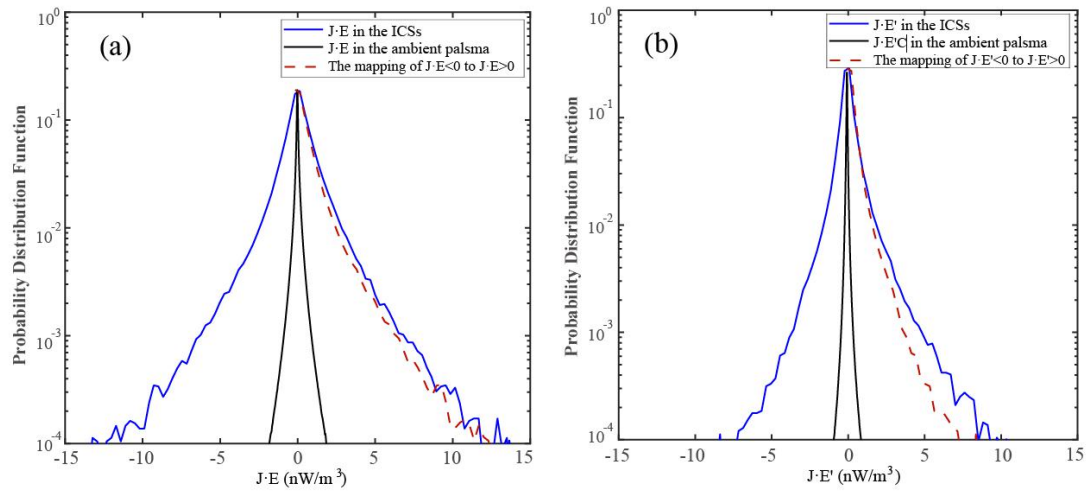 (a)
J·E in the ICSs
J·E in the ambient palsma
The mapping of J·E<0 to J·E>0
Probability Distribution Function
10^0
10^-1
10^-2
10^-3
10^-4
-15 -10 -5 0 5 10 15
J·E (nW/m^3)
(b)
J·E' in the ICSs
J·E'C in the ambient palsma
The mapping of J·E'<0 to J·E'>0
Probability Distribution Function
10^0
10^-1
10^-2
10^-3
10^-4
-15 -10 -5 0 5 10 15
J·E' (nW/m^3)